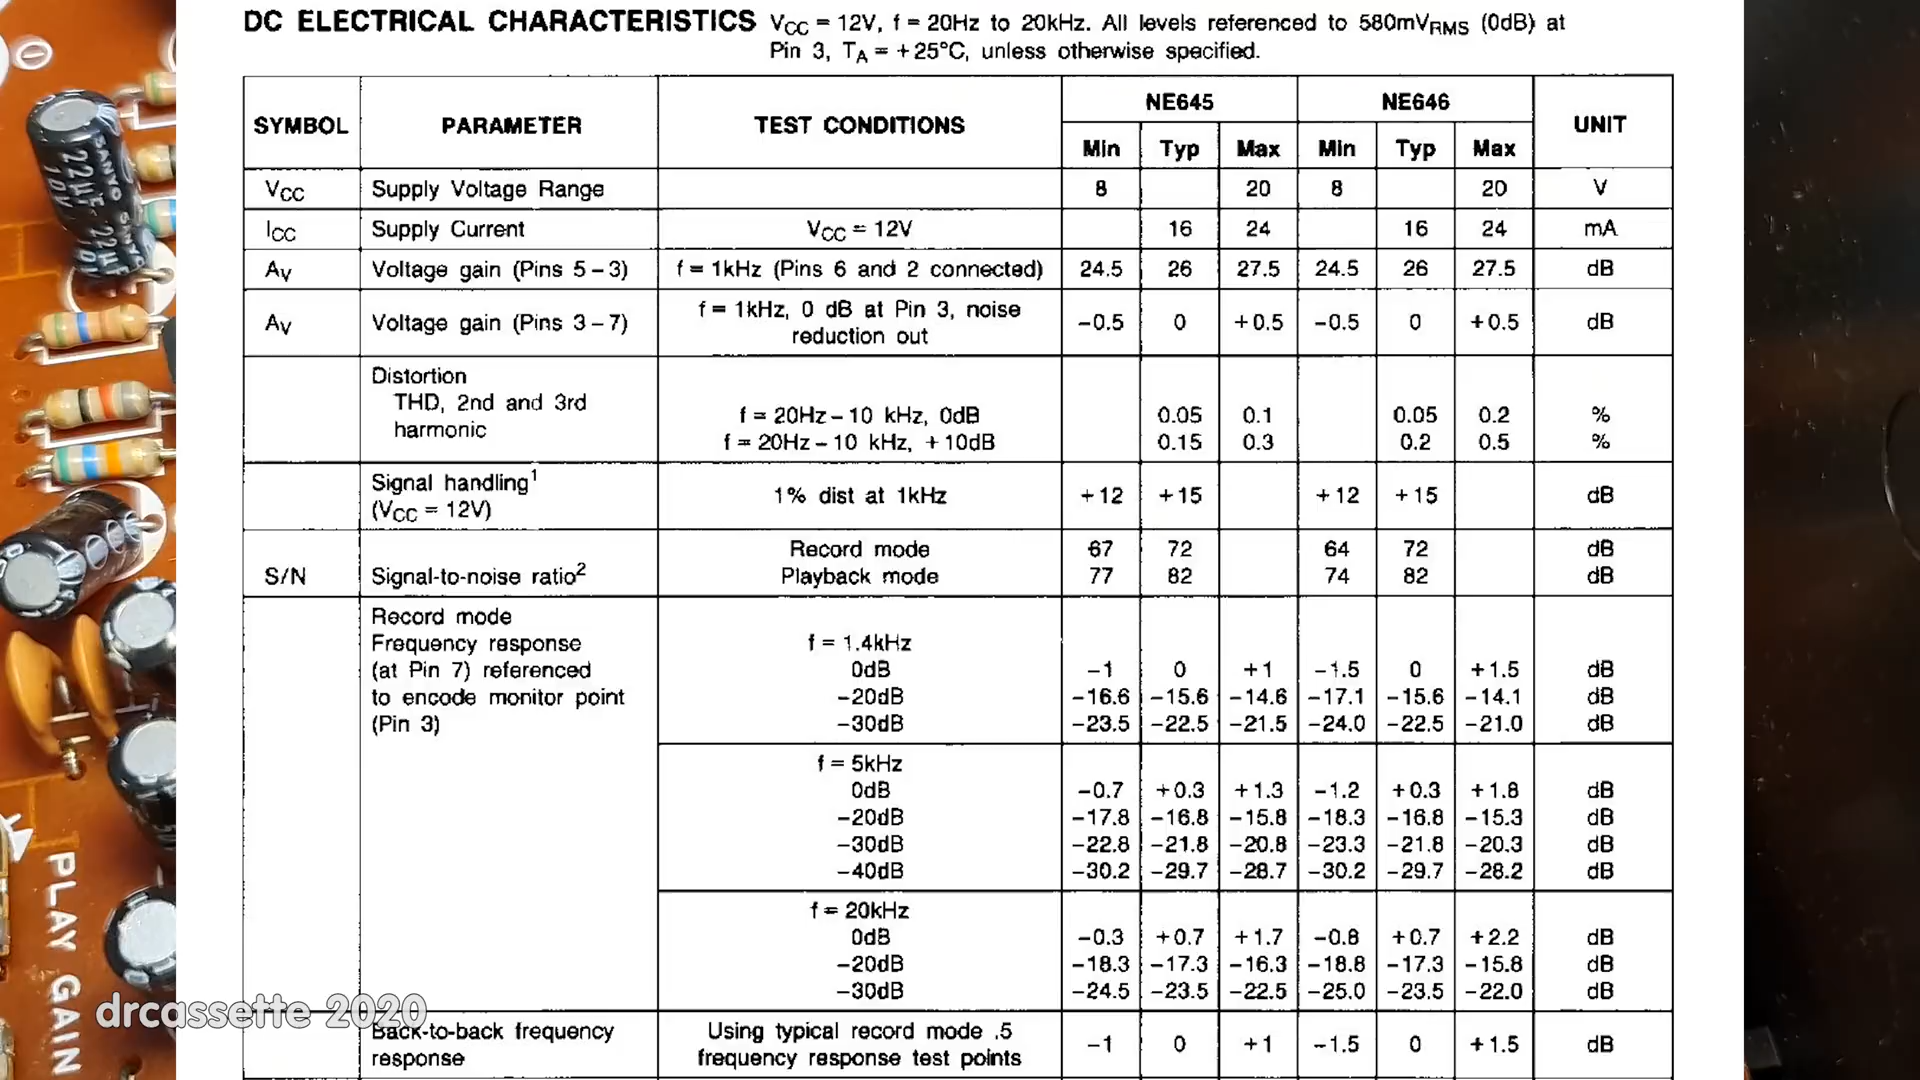 DC ELECTRICAL CHARACTERISTICS VCC = 12V, f = 20Hz to 20kHz. All levels referenced to 580mVRMS (0dB) at
Pin 3, TA = +25°C, unless otherwise specified.
SYMBOL PARAMETER TEST CONDITIONS NE645 NE646 UNIT
Min Typ Max Min Typ Max
VCC Supply Voltage Range 8 20 8 20 V
ICC Supply Current VCC = 12V 16 24 16 24 mA
AV Voltage gain (Pins 5 – 3) f = 1kHz (Pins 6 and 2 connected) 24.5 26 27.5 24.5 26 27.5 dB
AV Voltage gain (Pins 3 – 7) f = 1kHz, 0 dB at Pin 3, noise
reduction out –0.5 0 +0.5 –0.5 0 +0.5 dB
Distortion
THD, 2nd and 3rd
harmonic
f = 20Hz – 10 kHz, 0dB 0.05 0.1 0.05 0.2 %
f = 20Hz – 10 kHz, +10dB 0.15 0.3 0.2 0.5 %
Signal handling1
(VCC = 12V) 1% dist at 1kHz +12 +15 +12 +15 dB
Record mode 67 72 64 72 dB
S/N Signal-to-noise ratio2 Playback mode 77 82 74 82 dB
Record mode
Frequency response
(at Pin 7) referenced
to encode monitor point
(Pin 3)
f = 1.4kHz
0dB –1 0 +1 –1.5 0 +1.5 dB
–20dB –16.6 –15.6 –14.6 –17.1 –15.6 –14.1 dB
–30dB –23.5 –22.5 –21.5 –24.0 –22.5 –21.0 dB
f = 5kHz
0dB –0.7 +0.3 +1.3 –1.2 +0.3 +1.8 dB
–20dB –17.8 –16.8 –15.8 –18.3 –16.8 –15.3 dB
–30dB –22.8 –21.8 –20.8 –23.3 –21.8 –20.3 dB
–40dB –30.2 –29.7 –28.7 –30.2 –29.7 –28.2 dB
f = 20kHz
0dB –0.3 +0.7 +1.7 –0.8 +0.7 +2.2 dB
–20dB –18.3 –17.3 –16.3 –18.8 –17.3 –15.8 dB
–30dB –24.5 –23.5 –22.5 –25.0 –23.5 –22.0 dB
Back-to-back frequency
response
Using typical record mode .5
frequency response test points –1 0 +1 –1.5 0 +1.5 dB
22µF
10V
SANYO
PLAY GAIN
drcassette 2020